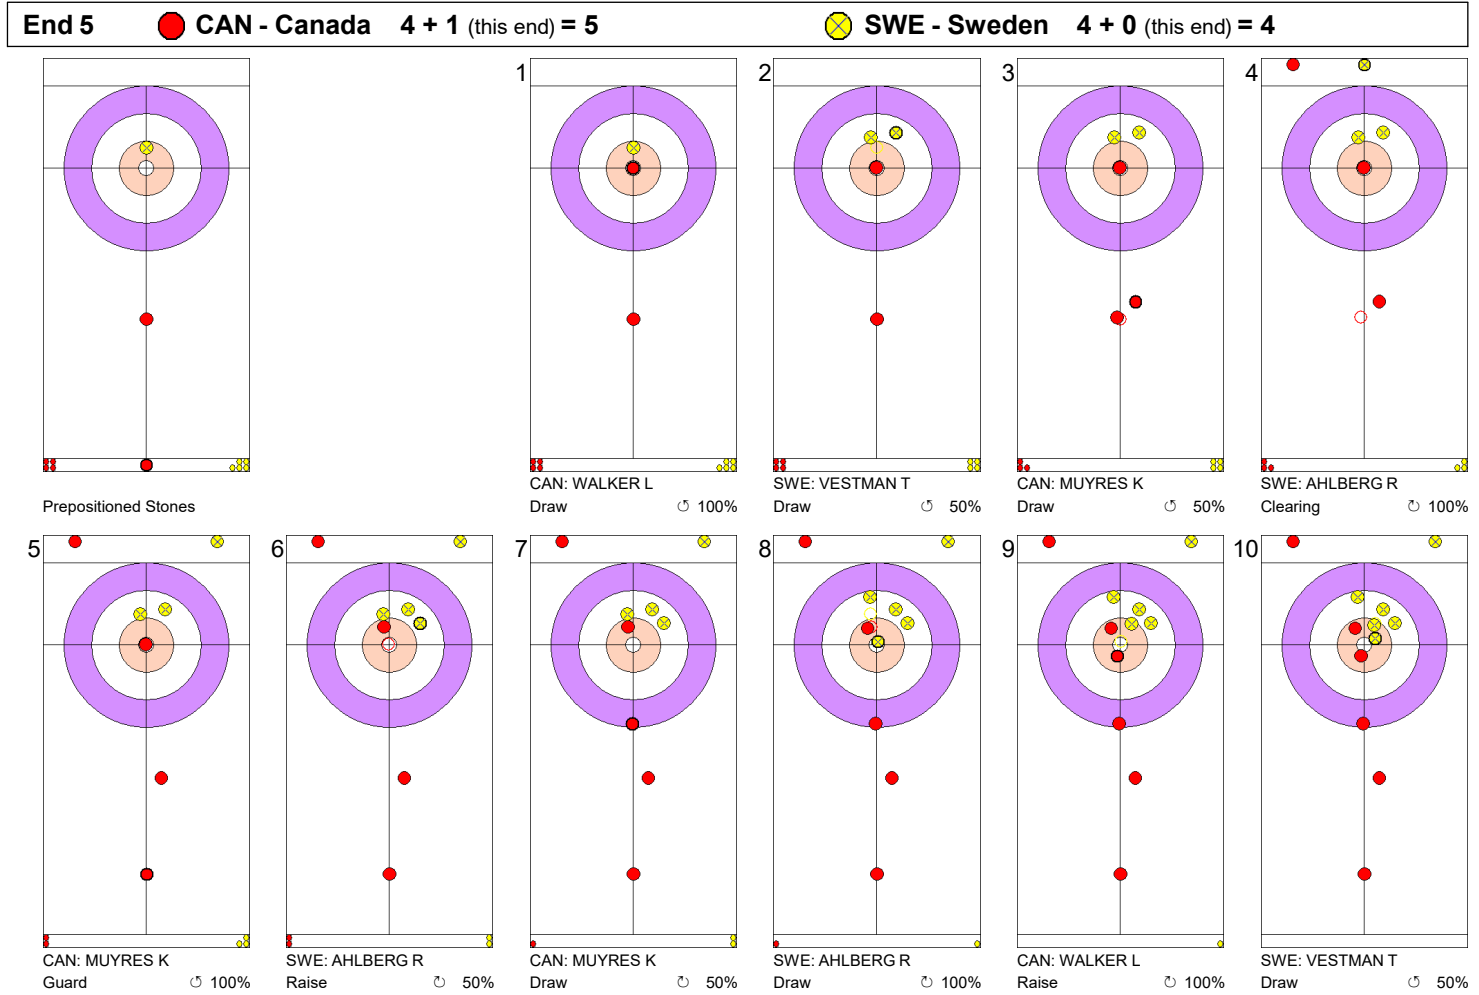 End 5 CAN - Canada 4 + 1 (this end) = 5 SWE - Sweden 4 + 0 (this end) = 4
1 2 3 4
Prepositioned Stones
CAN: WALKER L
Draw 100%
SWE: VESTMAN T
Draw 50%
CAN: MUYRES K
Draw 50%
SWE: AHLBERG R
Clearing 100%
5 6 7 8 9 10
CAN: MUYRES K
Guard 100%
SWE: AHLBERG R
Raise 50%
CAN: MUYRES K
Draw 50%
SWE: AHLBERG R
Draw 100%
CAN: WALKER L
Raise 100%
SWE: VESTMAN T
Draw 50%